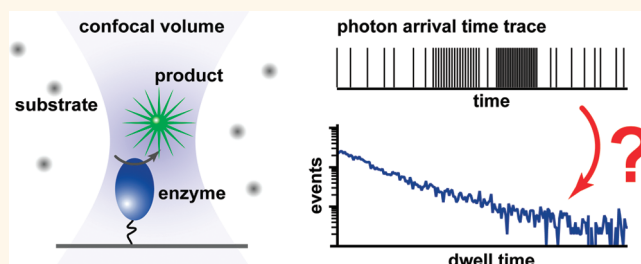 confocal volume
product
substrate
enzyme
photon arrival time trace
time
?
events
dwell time